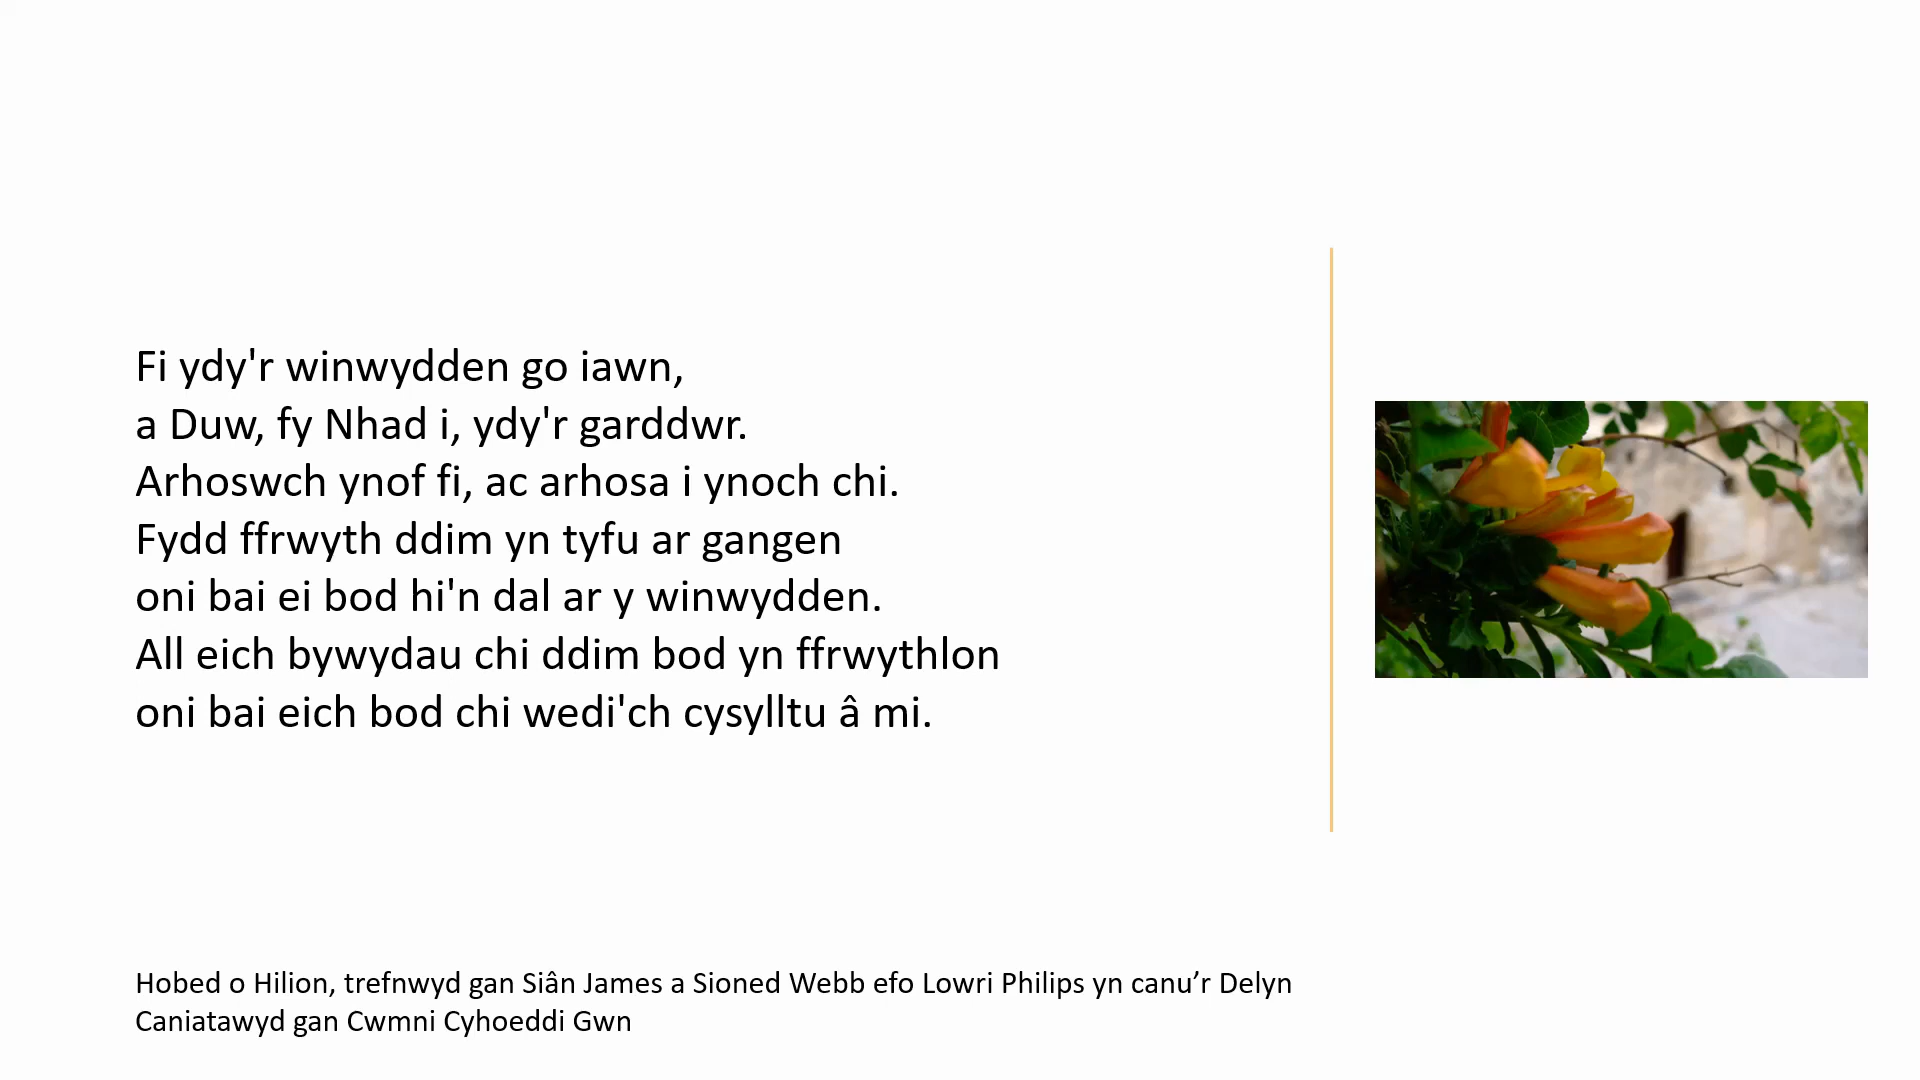 Fi ydy'r winwydden go iawn,
a Duw, fy Nhad i, ydy'r garddwr.
Arhoswch ynof fi, ac arhosa i ynoch chi.
Fydd ffrwyth ddim yn tyfu ar gangen
oni bai ei bod hi'n dal ar y winwydden.
All eich bywydau chi ddim bod yn ffrwythlon
oni bai eich bod chi wedi'ch cysylltu â mi.
Hobed o Hilion, trefnwyd gan Siân James a Sioned Webb efo Lowri Philips yn canu’r Delyn
Caniatawyd gan Cwmni Cyhoeddi Gwn